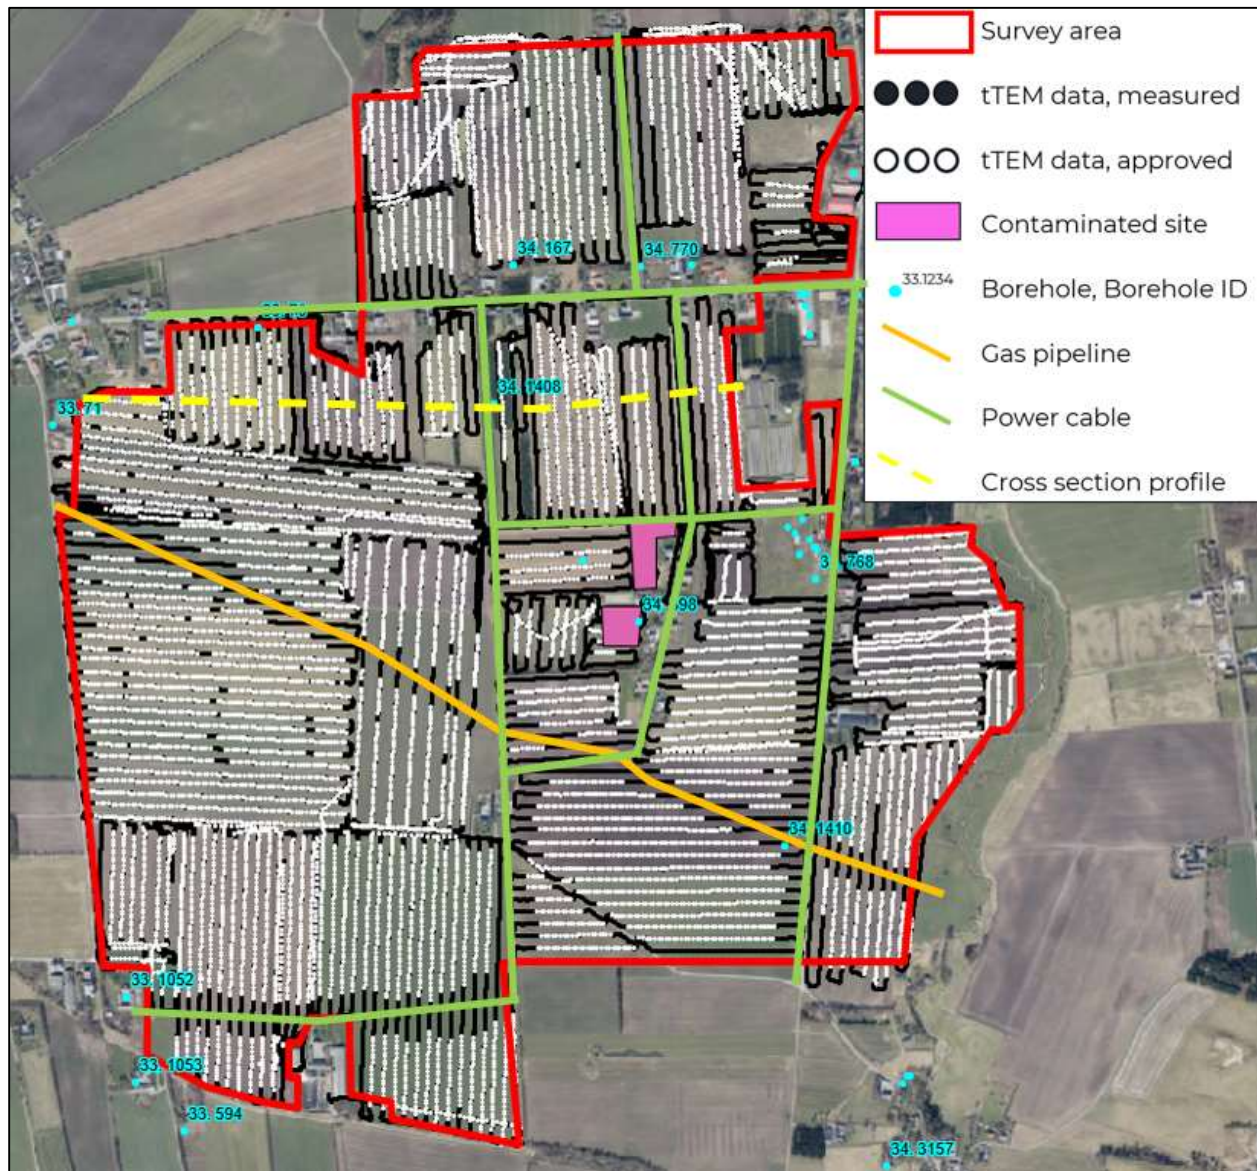 Survey area
tTEM data, measured
tTEM data, approved
Contaminated site
33.1234
Borehole, Borehole ID
Gas pipeline
Power cable
Cross section profile
34. 167
34. 770
34. 1408
33. 71
768
34. 1410
33. 1052
33. 1053
33. 594
34. 3157